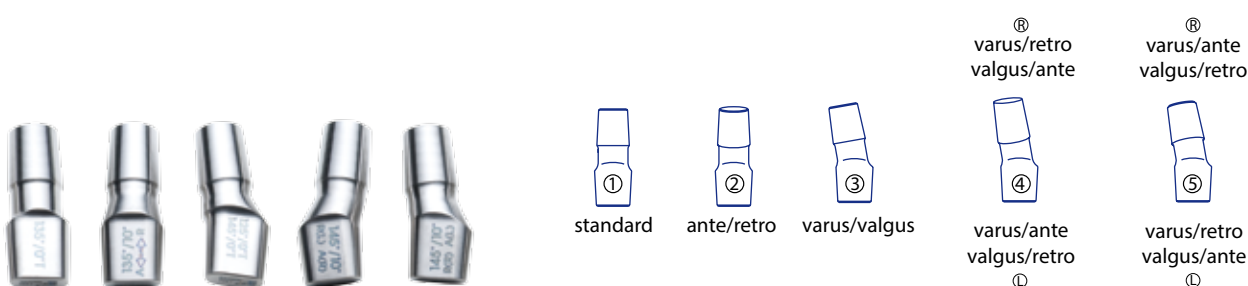 Ⓡ
varus/retro
valgus/ante
Ⓡ
varus/ante
valgus/retro
①
②
③
④
⑤
standard
ante/retro
varus/valgus
varus/ante
valgus/retro
Ⓛ
varus/retro
valgus/ante
Ⓛ